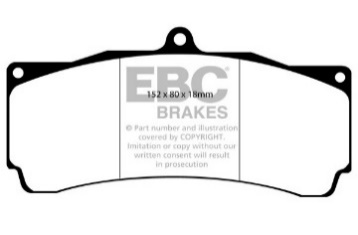 EBC
152 x 80 x 18mm
BRAKES
© Part number and illustration
covered by COPYRIGHT.
Imitation or copy without our
written consent will result
in prosecution